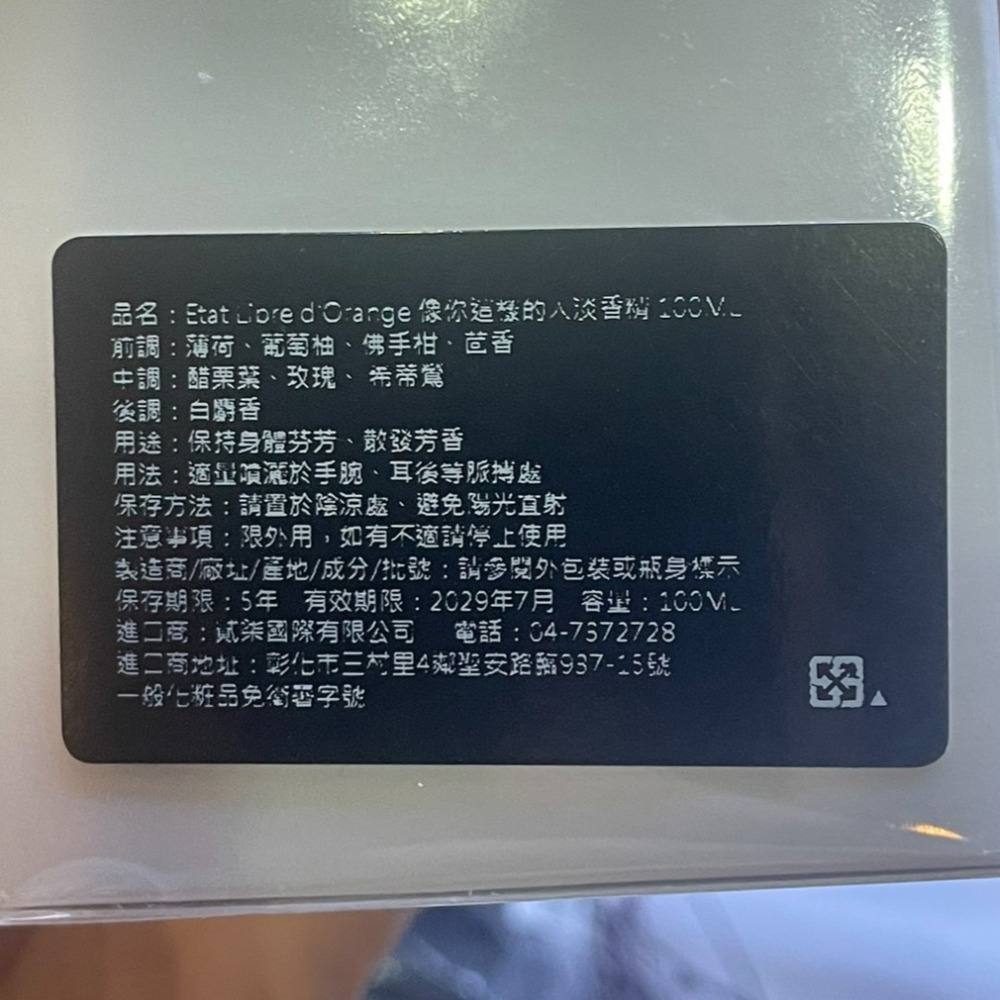 品名：Etat Libre d'Orange 像你這樣的人淡香精 100ML
前調：薄荷、葡萄柚、佛手柑、茴香
中調：醋栗葉、玫瑰、希蒂鶯
後調：白麝香
用途：保持身體芬芳、散發芳香
用法：適量噴灑於手腕、耳後等脈搏處
保存方法：請置於陰涼處、避免陽光直射
注意事項：限外用，如有不適請停止使用
製造商/廠址/產地/成分/批號：請參閱外包裝或瓶身標示
保存期限：5年 有效期限：2029年7月 容量：100ML
進口商：貳柒國際有限公司 電話：04-7372728
進口商地址：彰化市三村里4鄰聖安路臨937-15號
一般化粧品免衛署字號